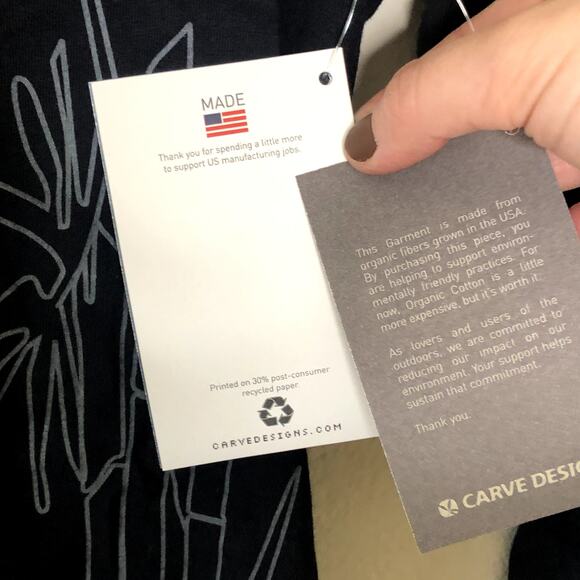 MADE
Thank you for spending a little more
to support US manufacturing jobs.
Printed on 30% post-consumer
recycled paper.
CARVEDESIGNS.COM
This Garment is made from
organic fibers grown in the USA.
By purchasing this piece, you
are helping to support environ-
mentally friendly practices. For
now, Organic Cotton is a little
more expensive, but it's worth it.
As lovers and users of the
outdoors, we are committed to
reducing our impact on our
environment. Your support helps
sustain that commitment.
Thank you.
CARVE DESIG